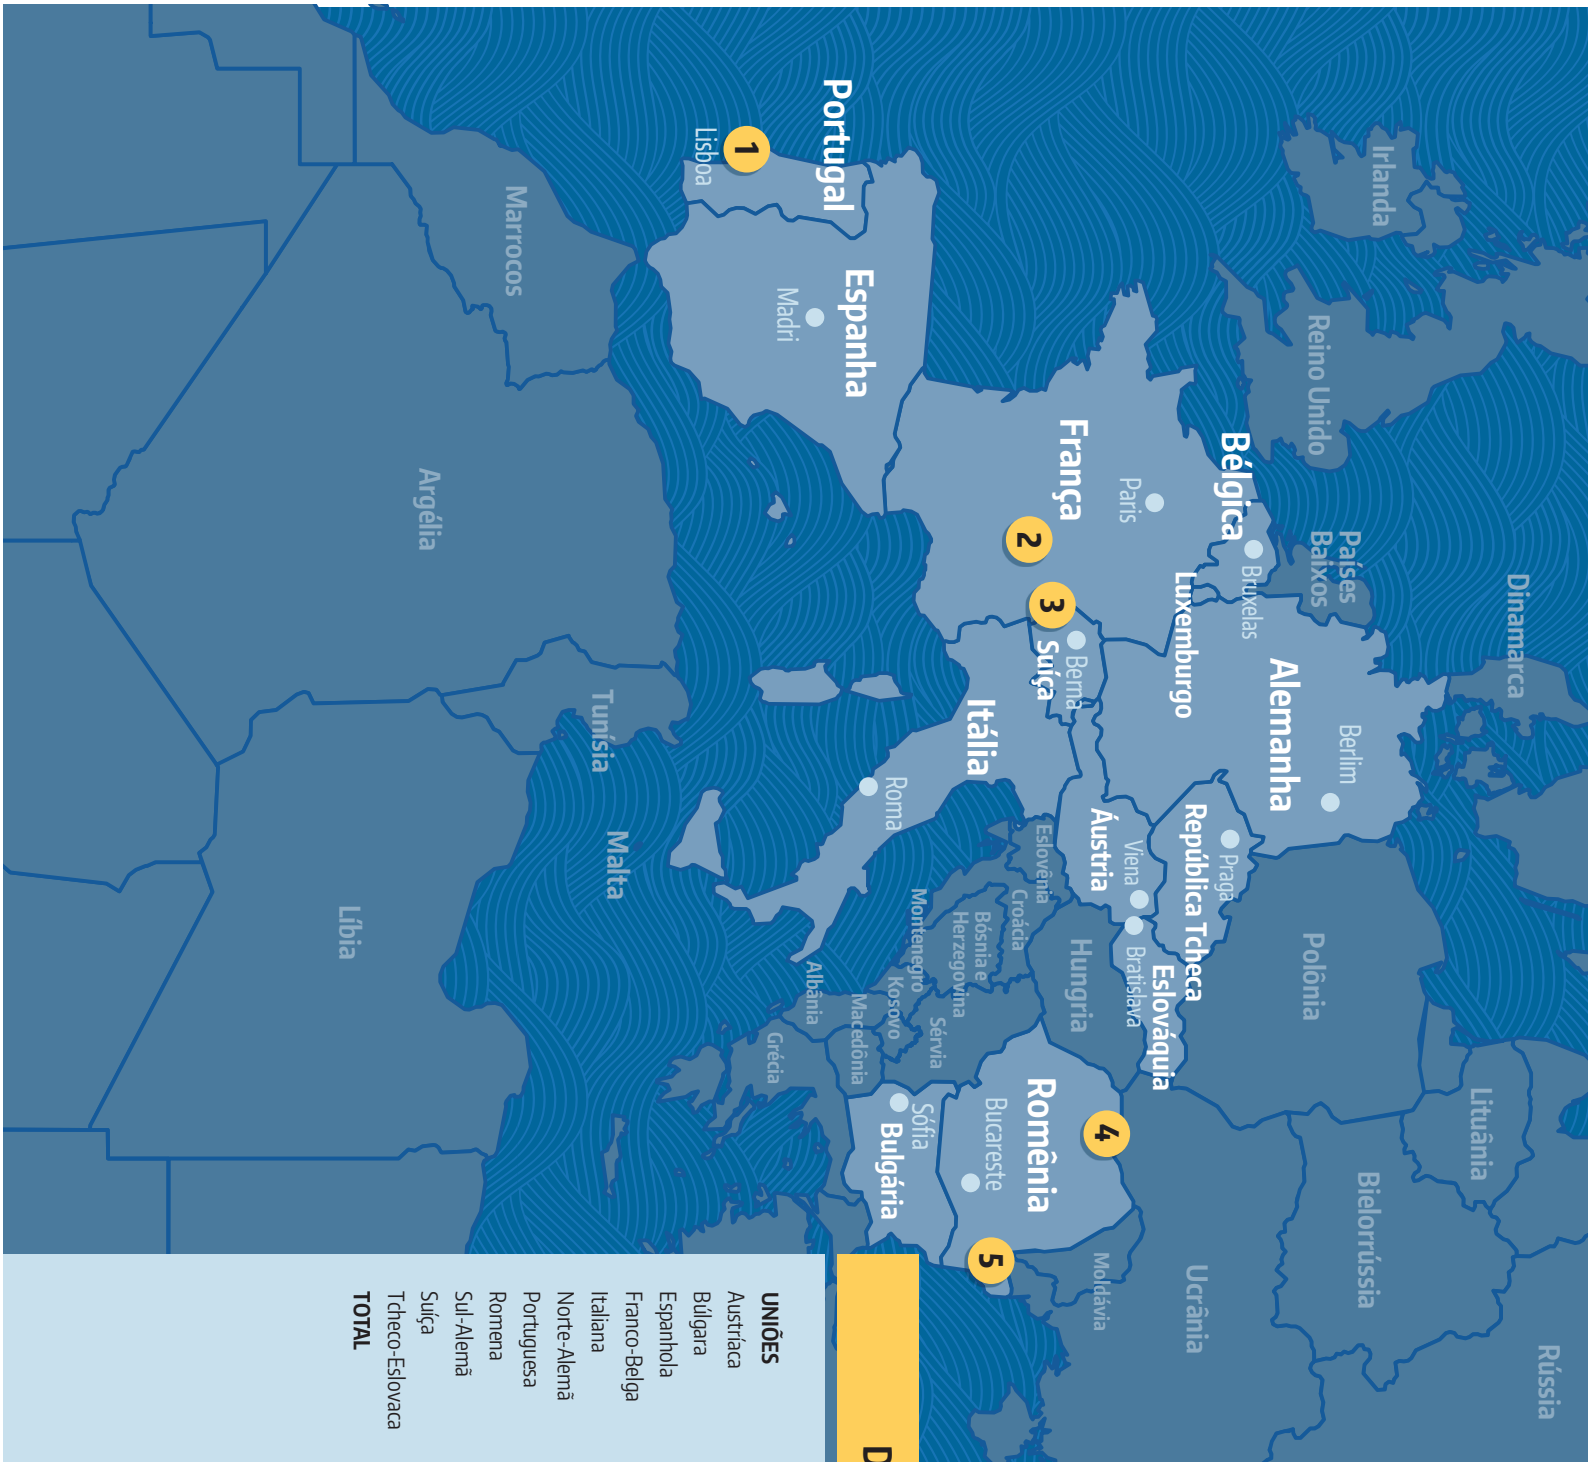 Irlanda
Reino Unido
Dinamarca
Países
Baixos
Bélgica
Bruxelas
Luxemburgo
Alemanha
Berlim
Polônia
Lituânia
Bielorrússia
Rússia
Ucrânia
Moldávia
República Tcheca
Praga
Eslováquia
Bratislava
Áustria
Viena
Hungria
França
Paris
2
3
Suíça
Berna
Itália
Roma
Eslovênia
Croácia
Bósnia e
Herzegovina
Montenegro
Sérvia
Kosovo
Macedônia
Albânia
Grécia
Romênia
Bucareste
4
5
Bulgária
Sófia
Portugal
Lisboa
1
Espanha
Madri
Marrocos
Argélia
Tunísia
Malta
Líbia
D
UNIÕES
Austríaca
Búlgara
Espanhola
Franco-Belga
Italiana
Norte-Alemã
Portuguesa
Romena
Sul-Alemã
Suíça
Tcheco-Eslovaca
TOTAL